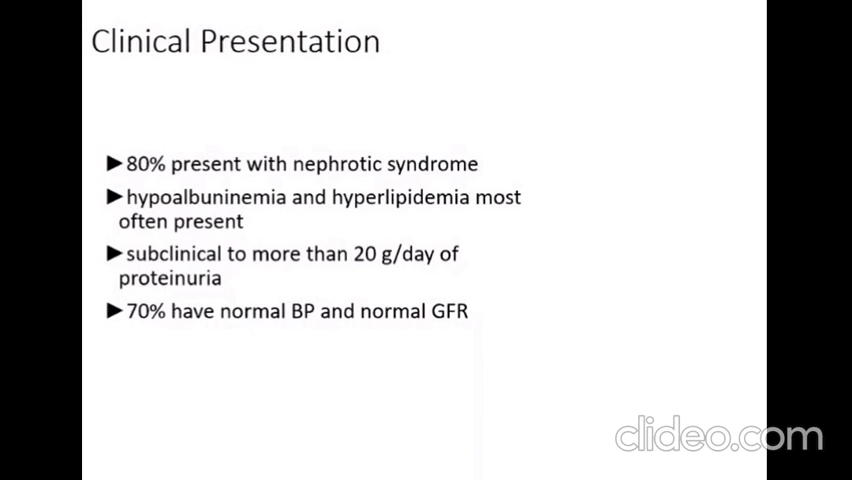 Clinical Presentation
►80% present with nephrotic syndrome
►hypoalbuninemia and hyperlipidemia most
often present
►subclinical to more than 20 g/day of
proteinuria
►70% have normal BP and normal GFR
clideo.com